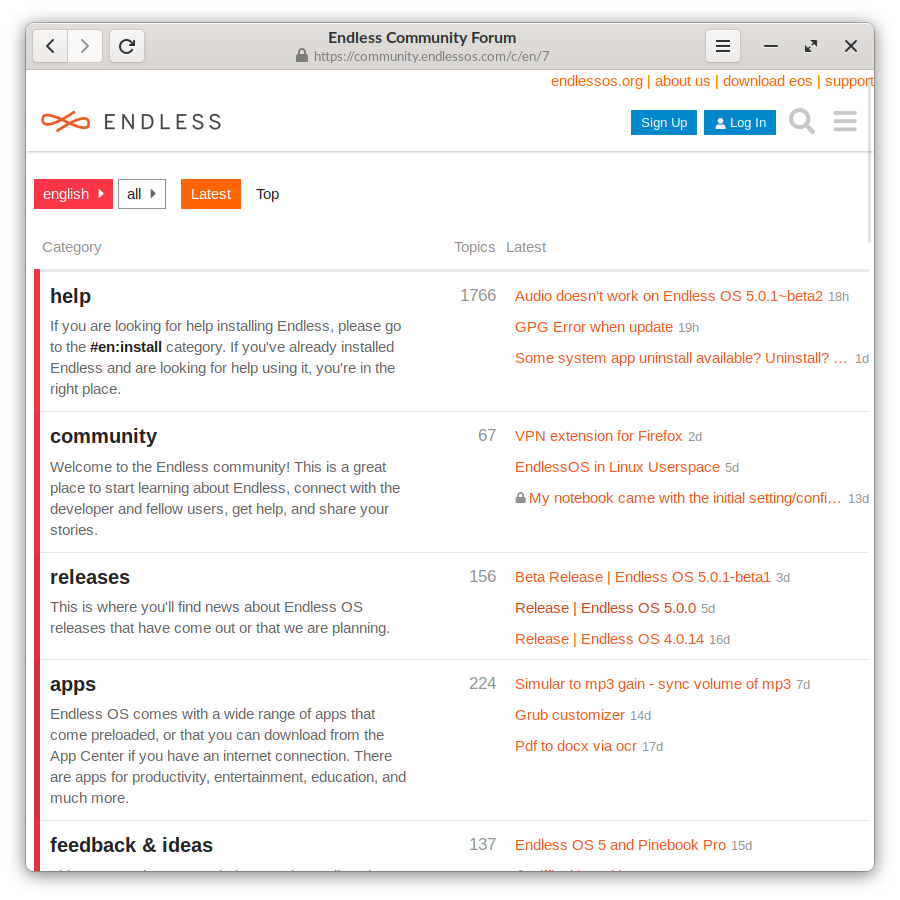 Endless Community Forum
https://community.endlessos.com/c/en/7
endlessos.org | about us | download eos | support
ENDLESS
Sign Up
Log In
english
all
Latest
Top
Category
Topics
Latest
help
1766
If you are looking for help installing Endless, please go
to the #en:install category. If you've already installed
Endless and are looking for help using it, you're in the
right place.
Audio doesn't work on Endless OS 5.0.1~beta2 18h
GPG Error when update 19h
Some system app uninstall available? Uninstall? … 1d
community
67
Welcome to the Endless community! This is a great
place to start learning about Endless, connect with the
developer and fellow users, get help, and share your
stories.
VPN extension for Firefox 2d
EndlessOS in Linux Userspace 5d
My notebook came with the initial setting/confi… 13d
releases
156
This is where you'll find news about Endless OS
releases that have come out or that we are planning.
Beta Release | Endless OS 5.0.1-beta1 3d
Release | Endless OS 5.0.0 5d
Release | Endless OS 4.0.14 16d
apps
224
Endless OS comes with a wide range of apps that
come preloaded, or that you can download from the
App Center if you have an internet connection. There
are apps for productivity, entertainment, education, and
much more.
Simular to mp3 gain - sync volume of mp3 7d
Grub customizer 14d
Pdf to docx via ocr 17d
feedback & ideas
137
Endless OS 5 and Pinebook Pro 15d